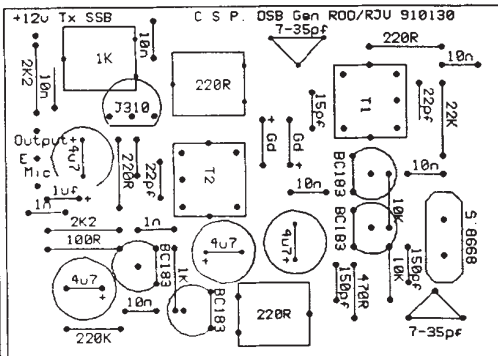 +12v Tx SSB
C S P. DSB Gen ROO/RJV 910130
7-35pf
220R
10n
10n
2K2
10n
1K
220R
J310
15pf
T1
22pf
22K
Output
E
Mic
+
4u7
220R
22pf
T2
+
Gd
+
Gd
10n
BC183
10n
1uf
+
1n
BC183
10K
S 8668
2K2
1n
100R
4u7
+
4u7
+
BC183
1K
4u7
+
10n
BC183
220R
150pf
470R
10K
150pf
220K
7-35pf